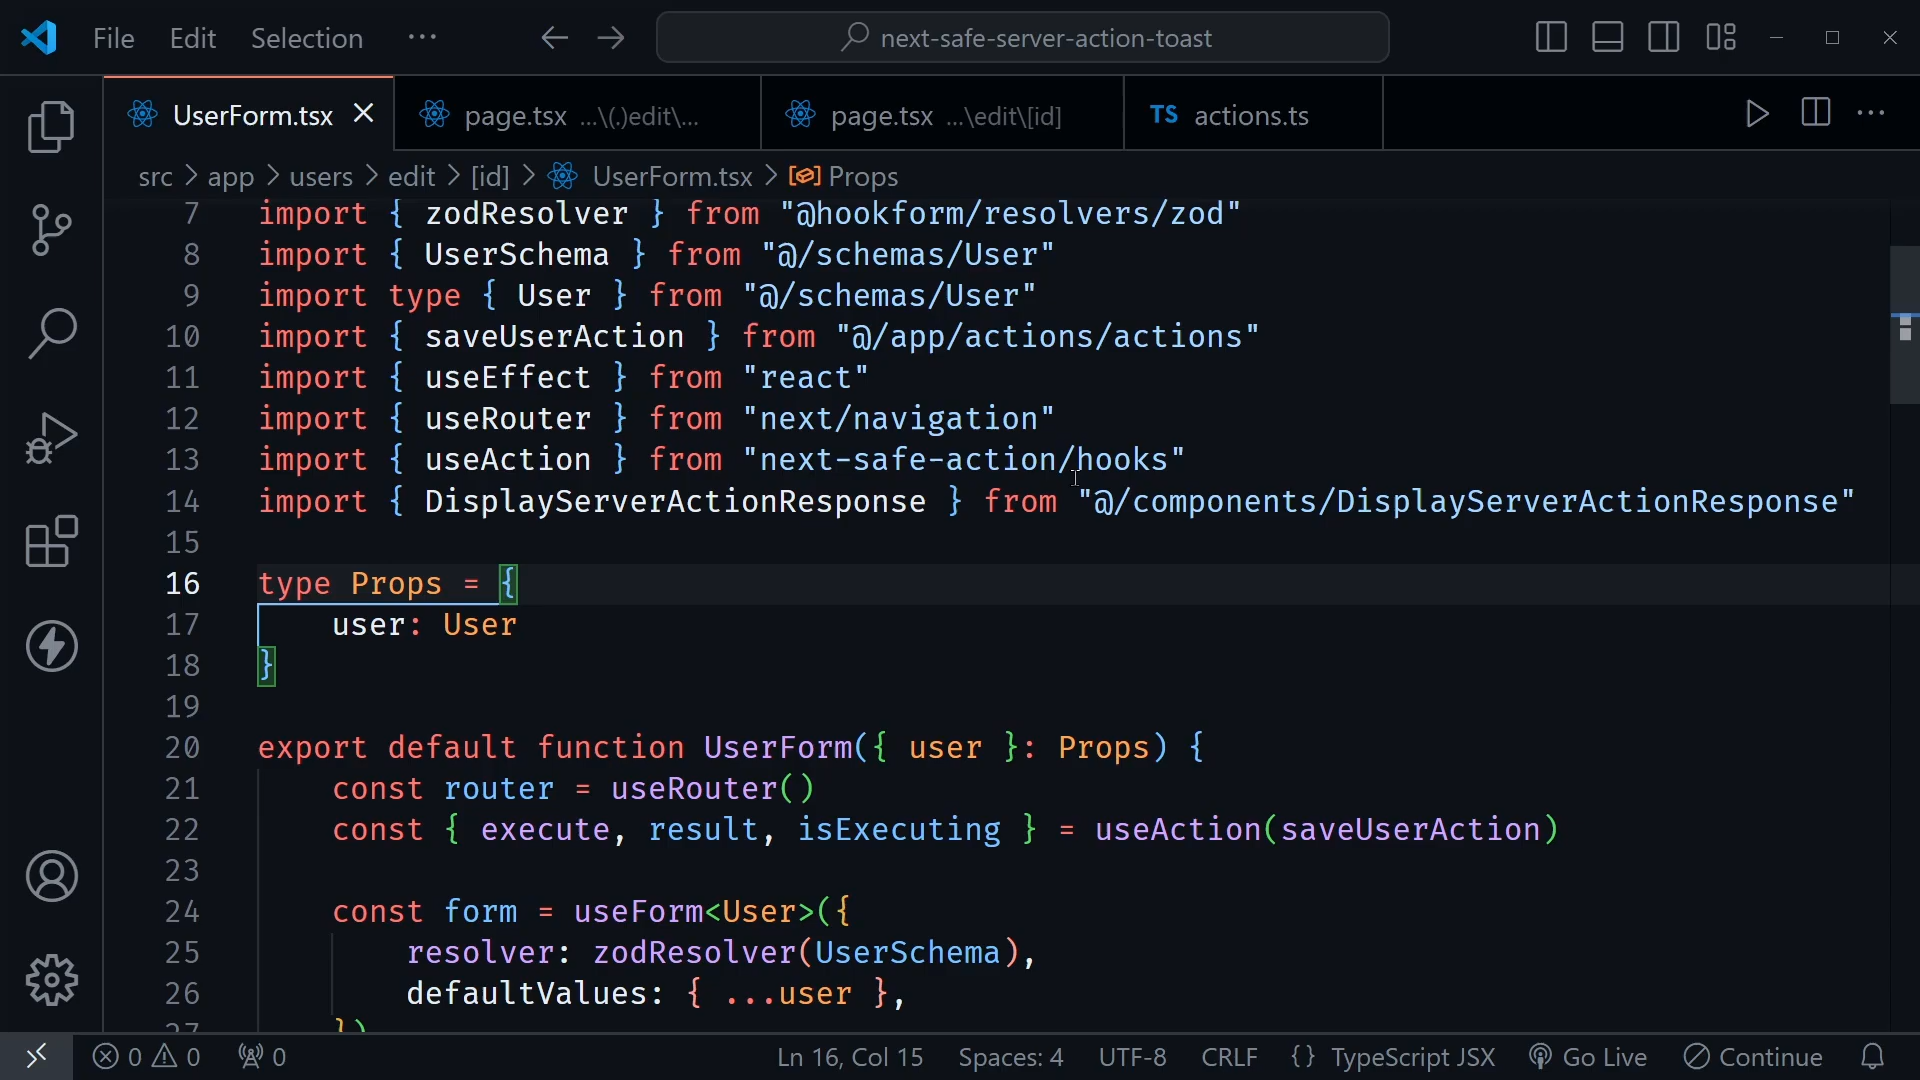 File Edit Selection ··· next-safe-server-action-toast
UserForm.tsx page.tsx ...\(.)edit\... page.tsx ...\edit\[id] TS actions.ts
src > app > users > edit > [id] > UserForm.tsx > Props
7 import { zodResolver } from "@hookform/resolvers/zod"
8 import { UserSchema } from "@/schemas/User"
9 import type { User } from "@/schemas/User"
10 import { saveUserAction } from "@/app/actions/actions"
11 import { useEffect } from "react"
12 import { useRouter } from "next/navigation"
13 import { useAction } from "next-safe-action/hooks"
14 import { DisplayServerActionResponse } from "@/components/DisplayServerActionResponse"
15
16 type Props = {
17 user: User
18 }
19
20 export default function UserForm({ user }: Props) {
21 const router = useRouter()
22 const { execute, result, isExecuting } = useAction(saveUserAction)
23
24 const form = useForm<User>({
25 resolver: zodResolver(UserSchema),
26 defaultValues: { ...user },
27 })
0 0 0 Ln 16, Col 15 Spaces: 4 UTF-8 CRLF {} TypeScript JSX Go Live Continue